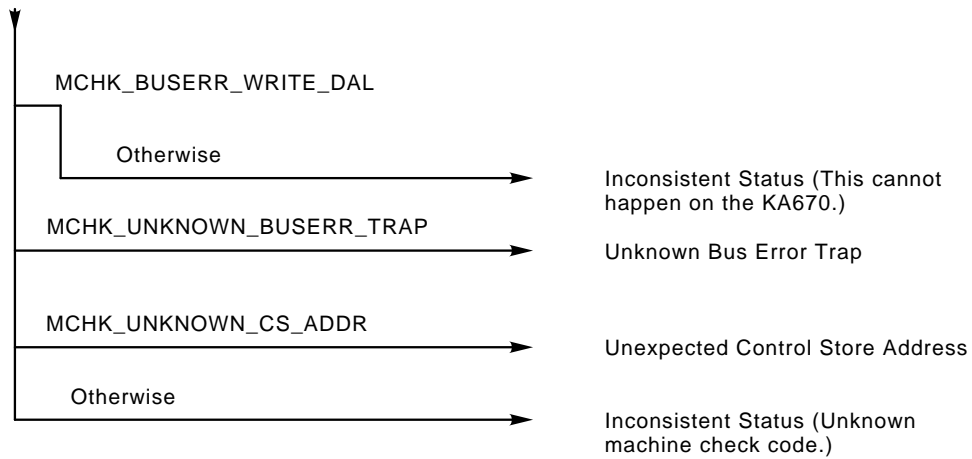 MCHK_BUSERR_WRITE_DAL
Otherwise
Inconsistent Status (This cannot
happen on the KA670.)
MCHK_UNKNOWN_BUSERR_TRAP
Unknown Bus Error Trap
MCHK_UNKNOWN_CS_ADDR
Unexpected Control Store Address
Otherwise
Inconsistent Status (Unknown
machine check code.)